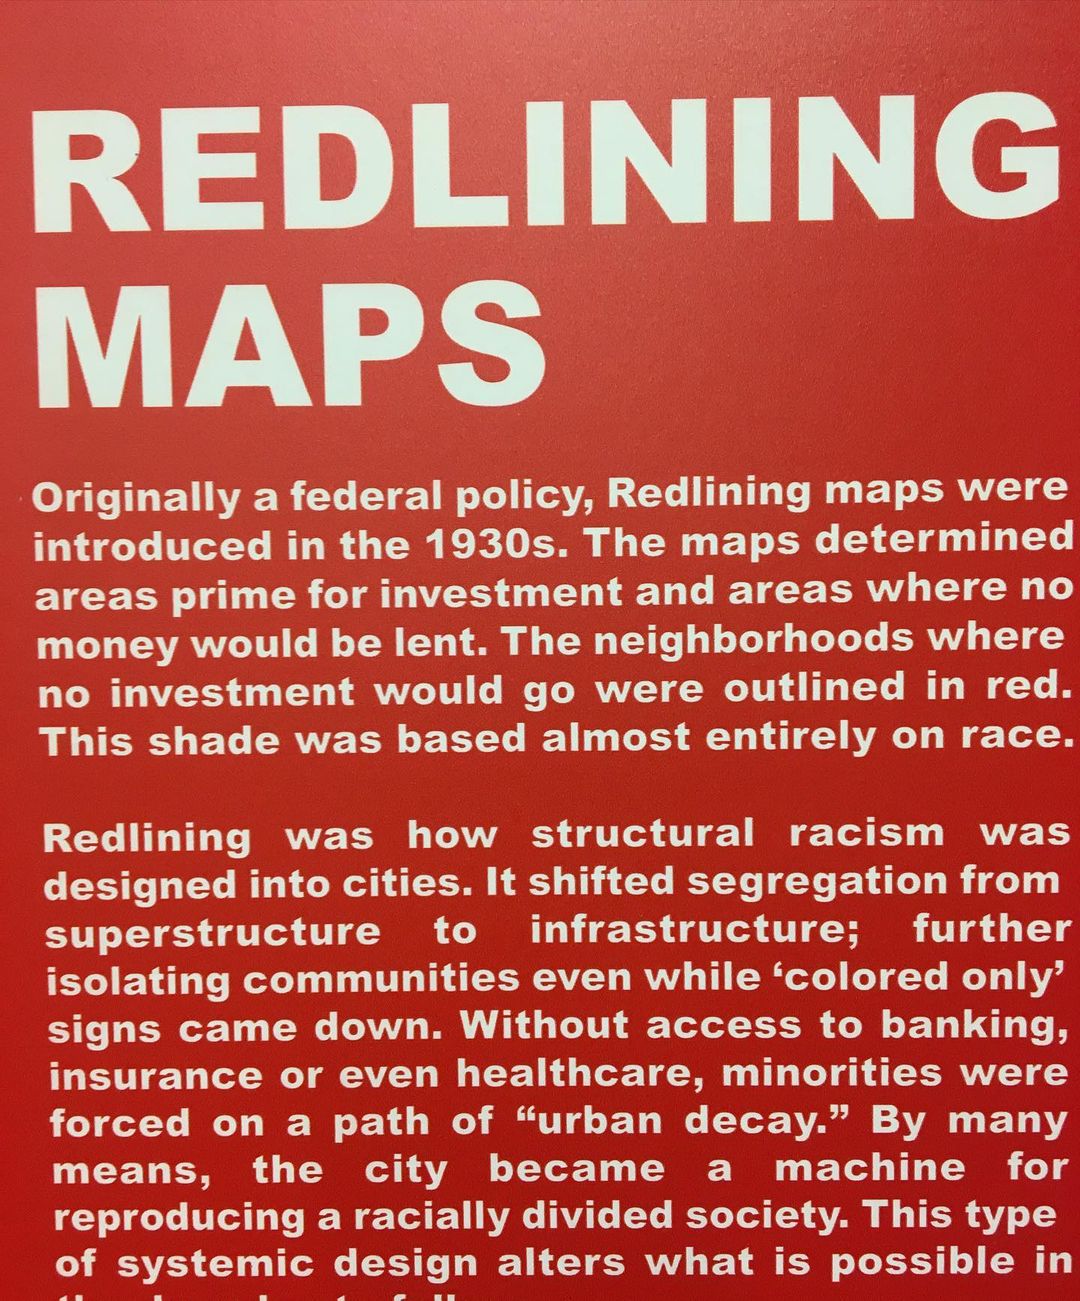 REDLINING
MAPS
Originally a federal policy, Redlining maps were
introduced in the 1930s. The maps determined
areas prime for investment and areas where no
money would be lent. The neighborhoods where
no investment would go were outlined in red.
This shade was based almost entirely on race.
Redlining was how structural racism was
designed into cities. It shifted segregation from
superstructure to infrastructure; further
isolating communities even while ‘colored only’
signs came down. Without access to banking,
insurance or even healthcare, minorities were
forced on a path of “urban decay.” By many
means, the city became a machine for
reproducing a racially divided society. This type
of systemic design alters what is possible in